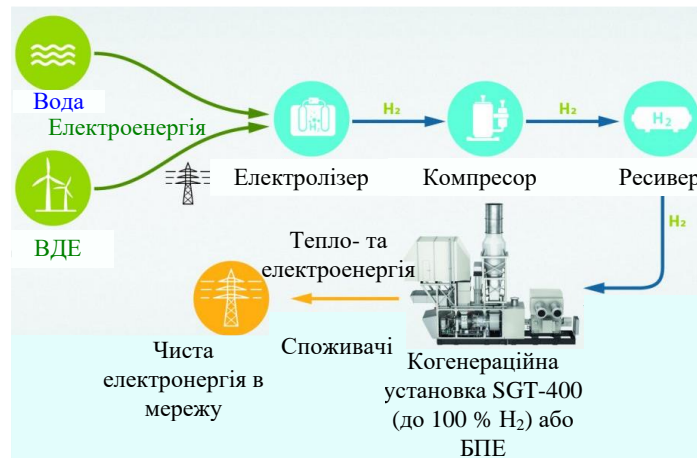 Вода
Електроенергія
H₂
H₂
H₂
Електролізер
Компресор
Ресивер
ВДЕ
H₂
Тепло- та
електроенергія
Чиста
електронергія в
мережу
Споживачі
Когенераційна
установка SGT-400
(до 100 % H₂) або
БПЕ